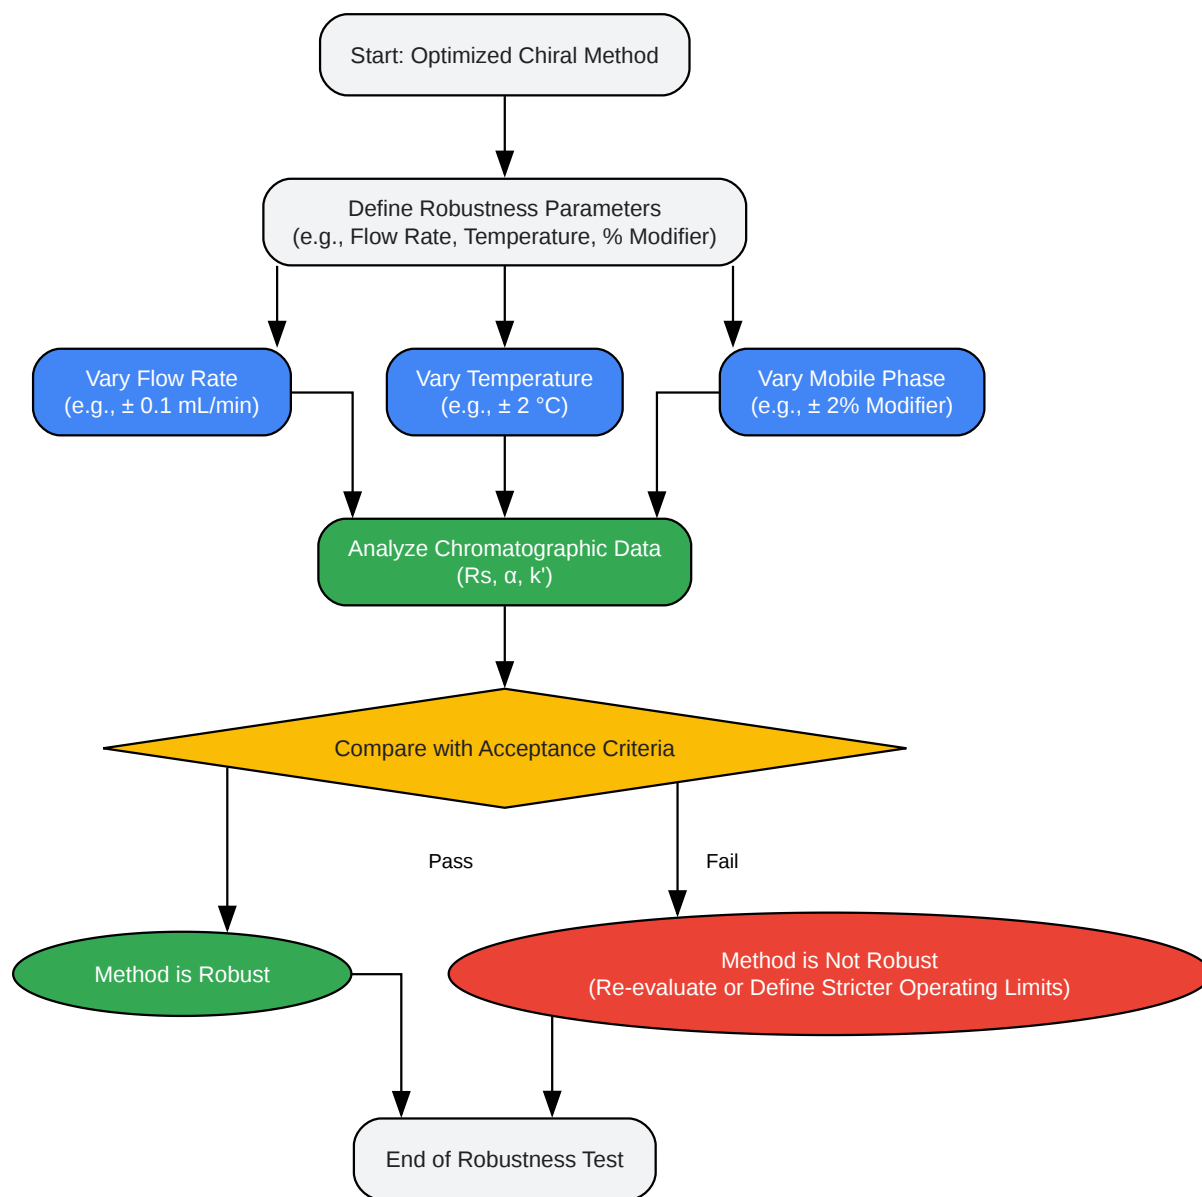 Start: Optimized Chiral Method
Define Robustness Parameters
(e.g., Flow Rate, Temperature, % Modifier)
Vary Flow Rate
(e.g., ± 0.1 mL/min)
Vary Temperature
(e.g., ± 2 °C)
Vary Mobile Phase
(e.g., ± 2% Modifier)
Analyze Chromatographic Data
(Rs, α, k')
Compare with Acceptance Criteria
Pass
Fail
Method is Robust
Method is Not Robust
(Re-evaluate or Define Stricter Operating Limits)
End of Robustness Test